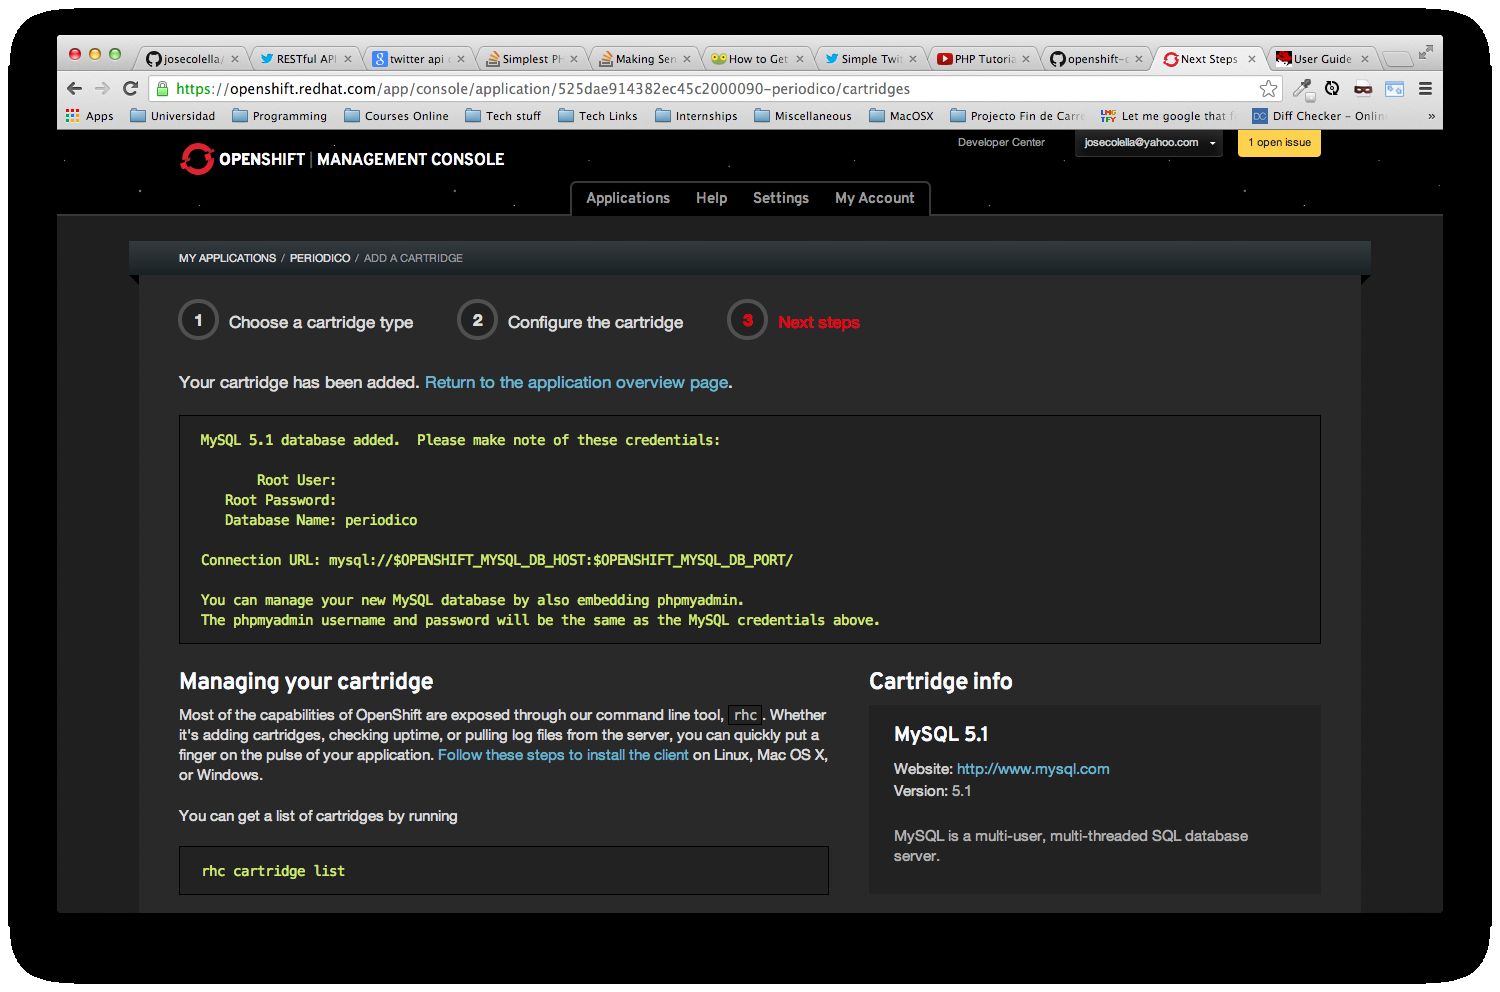 josecolella/
RESTful API
twitter api
Simplest PH
Making Ser
How to Get
Simple Twit
PHP Tutoria
openshift-c
Next Steps
User Guide
https://openshift.redhat.com/app/console/application/525dae914382ec45c2000090-periodico/cartridges
Apps Universidad Programming Courses Online Tech stuff Tech Links Internships Miscellaneous MacOSX Projecto Fin de Carre LMG TFY Let me google that f DC Diff Checker - Onlin »
OPENSHIFT | MANAGEMENT CONSOLE
Developer Center josecolella@yahoo.com 1 open issue
Applications Help Settings My Account
MY APPLICATIONS / PERIODICO / ADD A CARTRIDGE
1 Choose a cartridge type 2 Configure the cartridge 3 Next steps
Your cartridge has been added. Return to the application overview page.
MySQL 5.1 database added.  Please make note of these credentials:
Root User:
Root Password:
Database Name: periodico
Connection URL: mysql://$OPENSHIFT_MYSQL_DB_HOST:$OPENSHIFT_MYSQL_DB_PORT/
You can manage your new MySQL database by also embedding phpmyadmin.
The phpmyadmin username and password will be the same as the MySQL credentials above.
Managing your cartridge
Most of the capabilities of OpenShift are exposed through our command line tool, rhc. Whether
it's adding cartridges, checking uptime, or pulling log files from the server, you can quickly put a
finger on the pulse of your application. Follow these steps to install the client on Linux, Mac OS X,
or Windows.
You can get a list of cartridges by running
rhc cartridge list
Cartridge info
MySQL 5.1
Website: http://www.mysql.com
Version: 5.1
MySQL is a multi-user, multi-threaded SQL database
server.